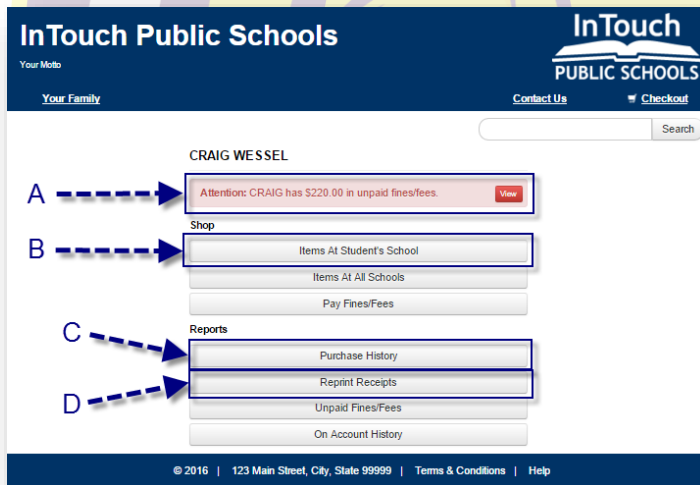 InTouch Public Schools
Your Motto
InTouch
PUBLIC SCHOOLS
Your Family
Contact Us
Checkout
Search
CRAIG WESSEL
A
Attention: CRAIG has $220.00 in unpaid fines/fees.
View
Shop
B
Items At Student's School
Items At All Schools
Pay Fines/Fees
Reports
C
Purchase History
D
Reprint Receipts
Unpaid Fines/Fees
On Account History
© 2016 | 123 Main Street, City, State 99999 | Terms & Conditions | Help